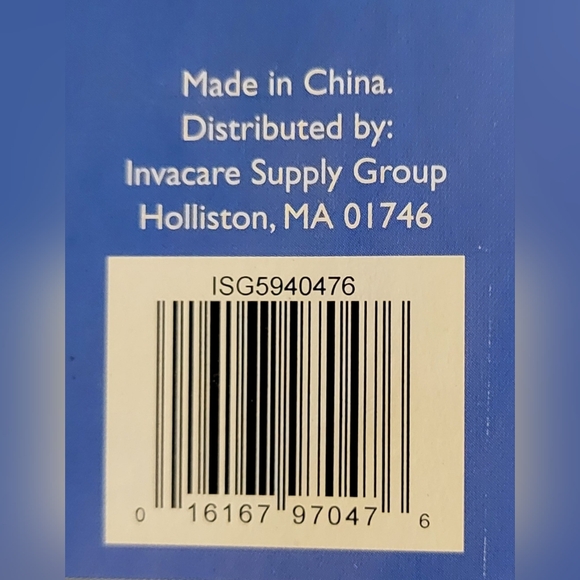 Made in China.
Distributed by:
Invacare Supply Group
Holliston, MA 01746
ISG5940476
0 16167 97047 6